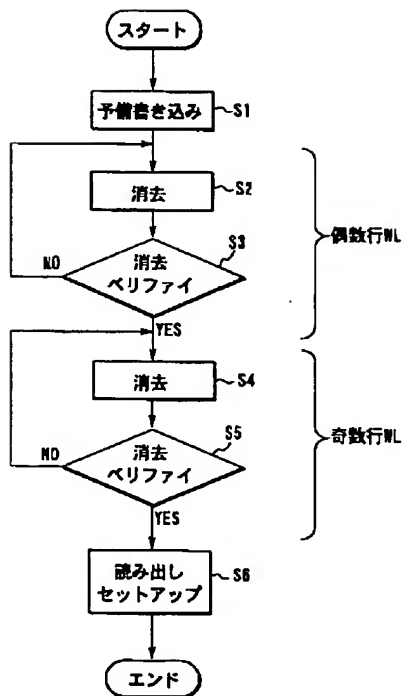 スタート
予備書き込み
S1
消去
S2
S3
消去
ベリファイ
NO
偶数行WL
YES
消去
S4
S5
消去
ベリファイ
NO
奇数行WL
YES
読み出し
セットアップ
S6
エンド